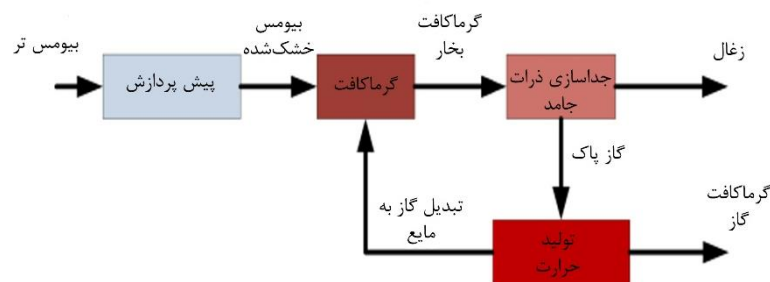 بیومس تر
پیش پردازش
بیومس
خشک‌شده
گرماکافت
گرماکافت
بخار
جداسازی ذرات
جامد
زغال
گاز پاک
تبدیل گاز به
مایع
تولید
حرارت
گرماکافت
گاز